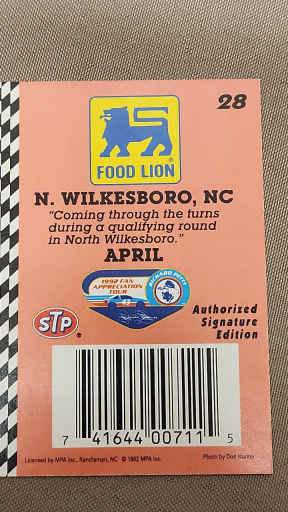 28
FOOD LION®
N. WILKESBORO, NC
"Coming through the turns
during a qualifying round
in North Wilkesboro."
APRIL
1992 FAN
APPRECIATION
TOUR
RICHARD PETTY
STP®
Authorized
Signature
Edition
7 41644 00711 5
Licensed by MPA Inc., Randleman, NC © 1992 MPA Inc.
Photo by Don Hunter